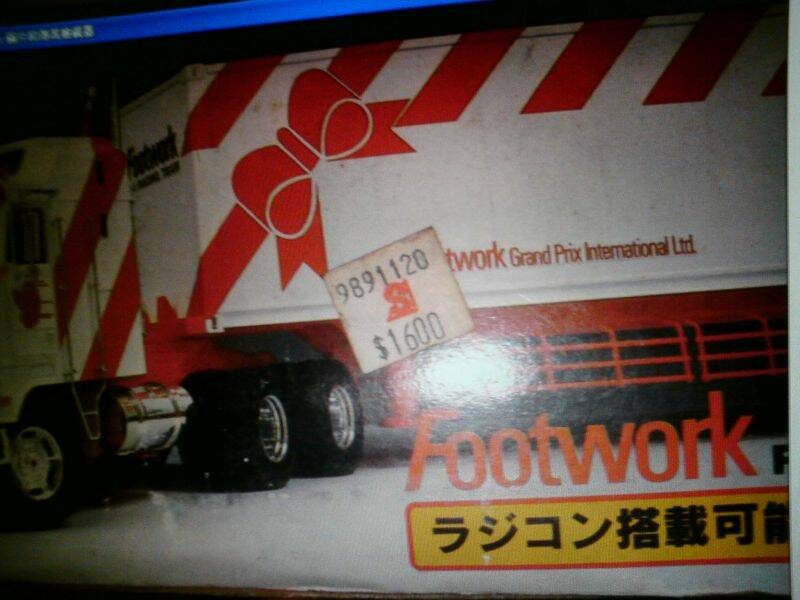 Footwork
9891120
S
$1600
twork Grand Prix International Ltd.
Footwork F
ラジコン搭載可能